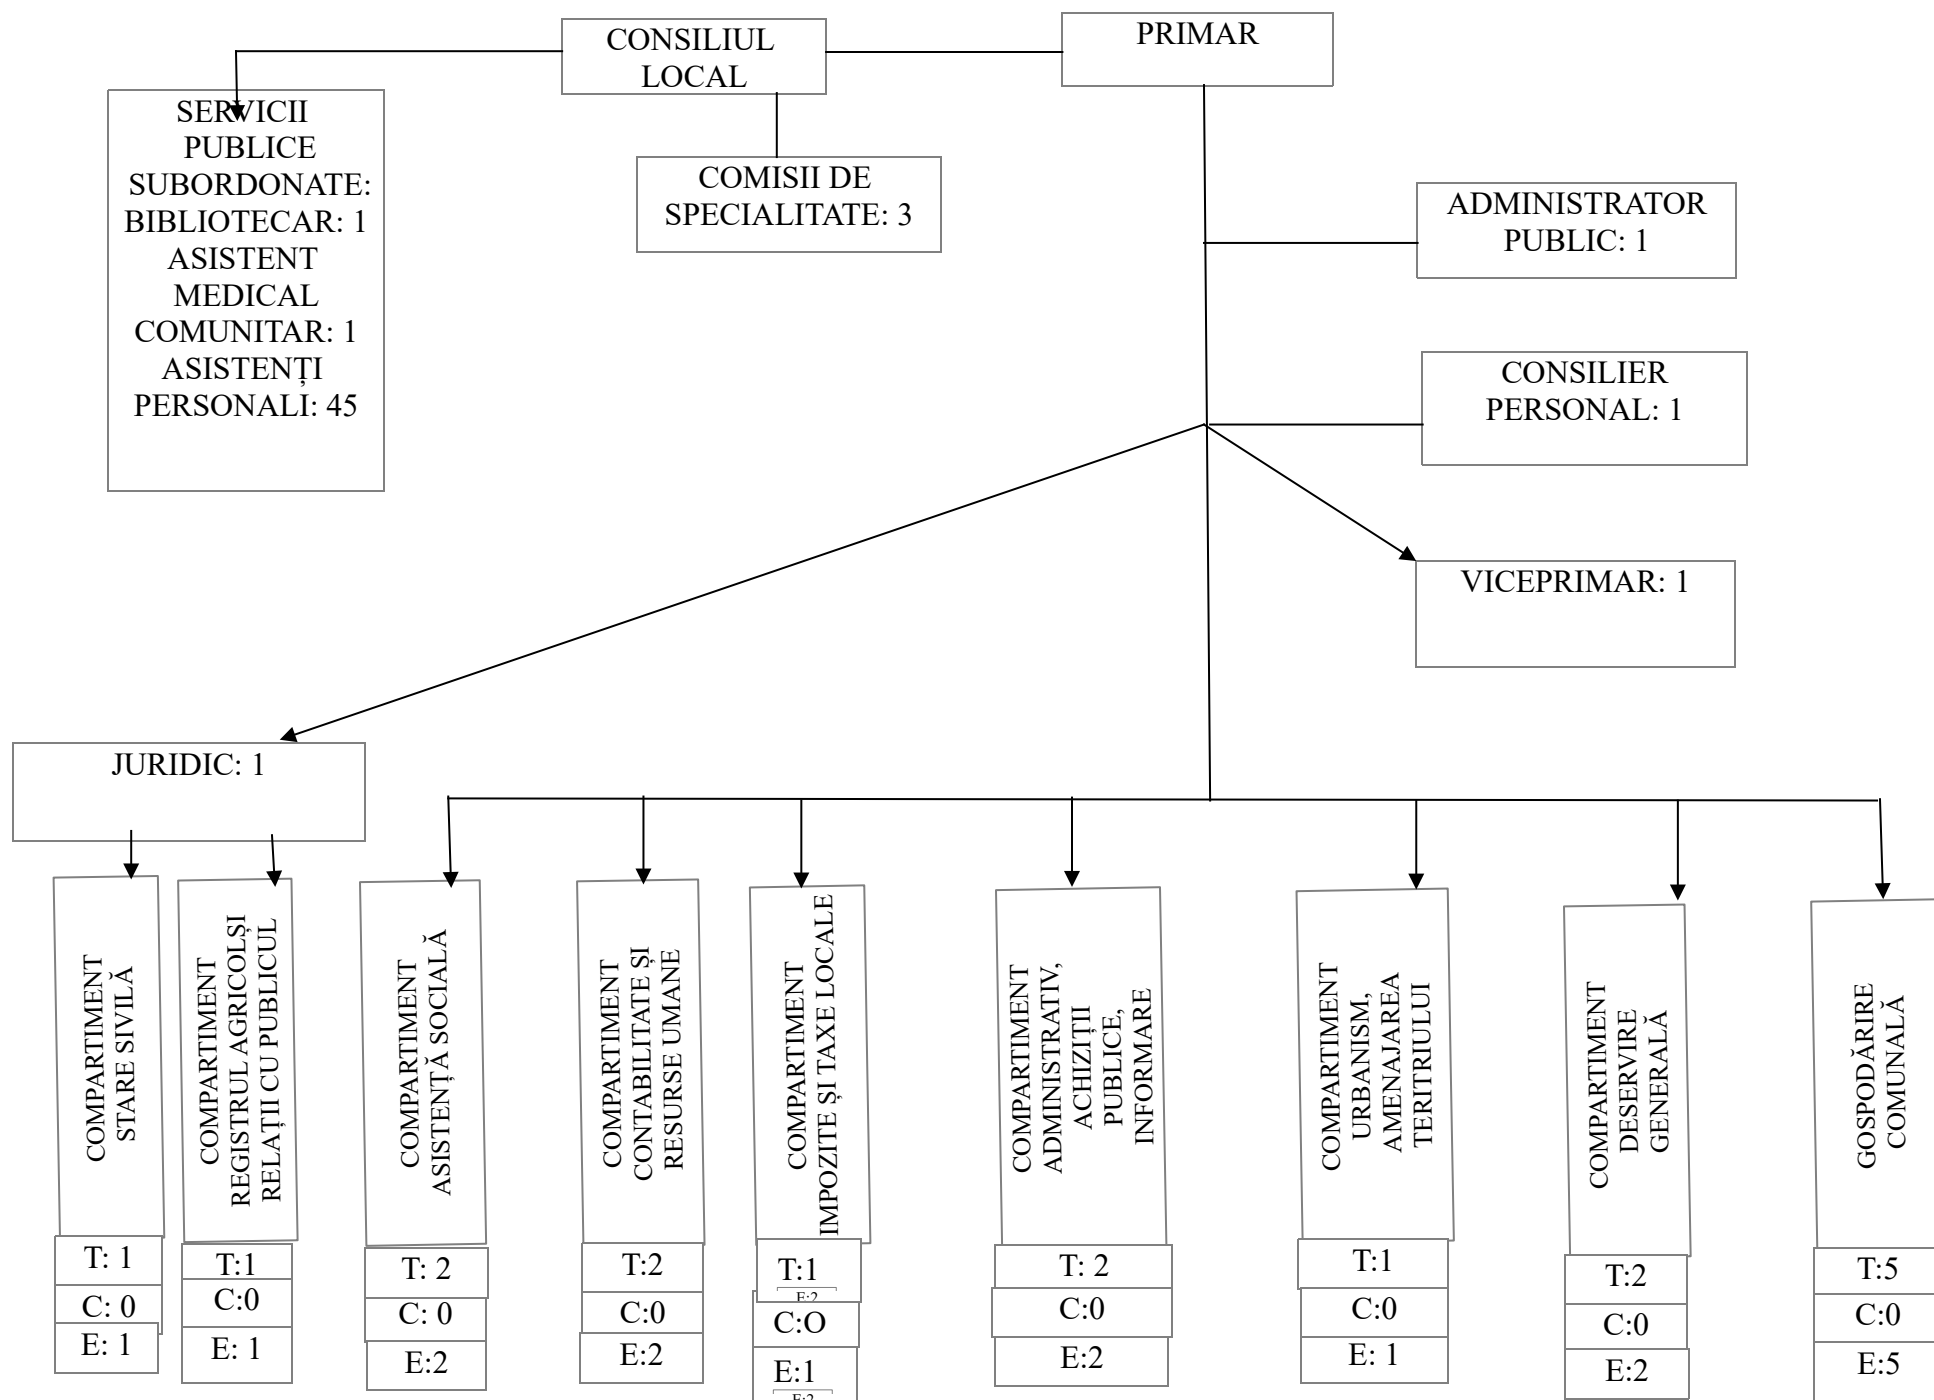 CONSILIUL
LOCAL
PRIMAR
SERVICII
PUBLICE
SUBORDONATE:
BIBLIOTECAR: 1
ASISTENT
MEDICAL
COMUNITAR: 1
ASISTENȚI
PERSONALI: 45
COMISII DE
SPECIALITATE: 3
ADMINISTRATOR
PUBLIC: 1
CONSILIER
PERSONAL: 1
VICEPRIMAR: 1
JURIDIC: 1
COMPARTIMENT
STARE SIVILĂ
T: 1
C: 0
E: 1
COMPARTIMENT
REGISTRUL AGRICOLȘI
RELAȚII CU PUBLICUL
T:1
C:0
E: 1
COMPARTIMENT
ASISTENȚĂ SOCIALĂ
T: 2
C: 0
E:2
COMPARTIMENT
CONTABILITATE ȘI
RESURSE UMANE
T:2
C:0
E:2
COMPARTIMENT
IMPOZITE ȘI TAXE LOCALE
T:1
E:2
C:O
E:1
E:2
COMPARTIMENT
ADMINISTRATIV,
ACHIZIȚII
PUBLICE,
INFORMARE
T: 2
C:0
E:2
COMPARTIMENT
URBANISM,
AMENAJAREA
TERITRIULUI
T:1
C:0
E: 1
COMPARTIMENT
DESERVIRE
GENERALĂ
T:2
C:0
E:2
GOSPODĂRIRE
COMUNALĂ
T:5
C:0
E:5